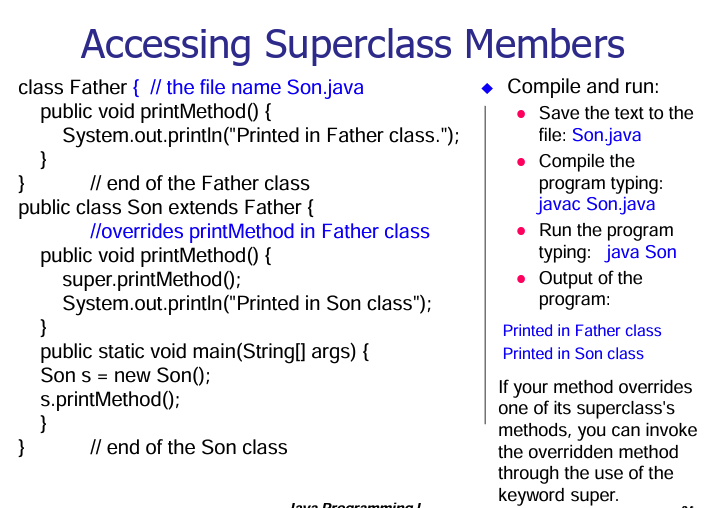 Accessing Superclass Members
class Father {  // the file name Son.java
public void printMethod() {
System.out.println("Printed in Father class.");
}
}          // end of the Father class
public class Son extends Father {
//overrides printMethod in Father class
public void printMethod() {
super.printMethod();
System.out.println("Printed in Son class");
}
public static void main(String[] args) {
Son s = new Son();
s.printMethod();
}
}          // end of the Son class
Compile and run:
Save the text to the
file: Son.java
Compile the
program typing:
javac Son.java
Run the program
typing:   java Son
Output of the
program:
Printed in Father class
Printed in Son class
If your method overrides
one of its superclass's
methods, you can invoke
the overridden method
through the use of the
keyword super.
Java Programming I